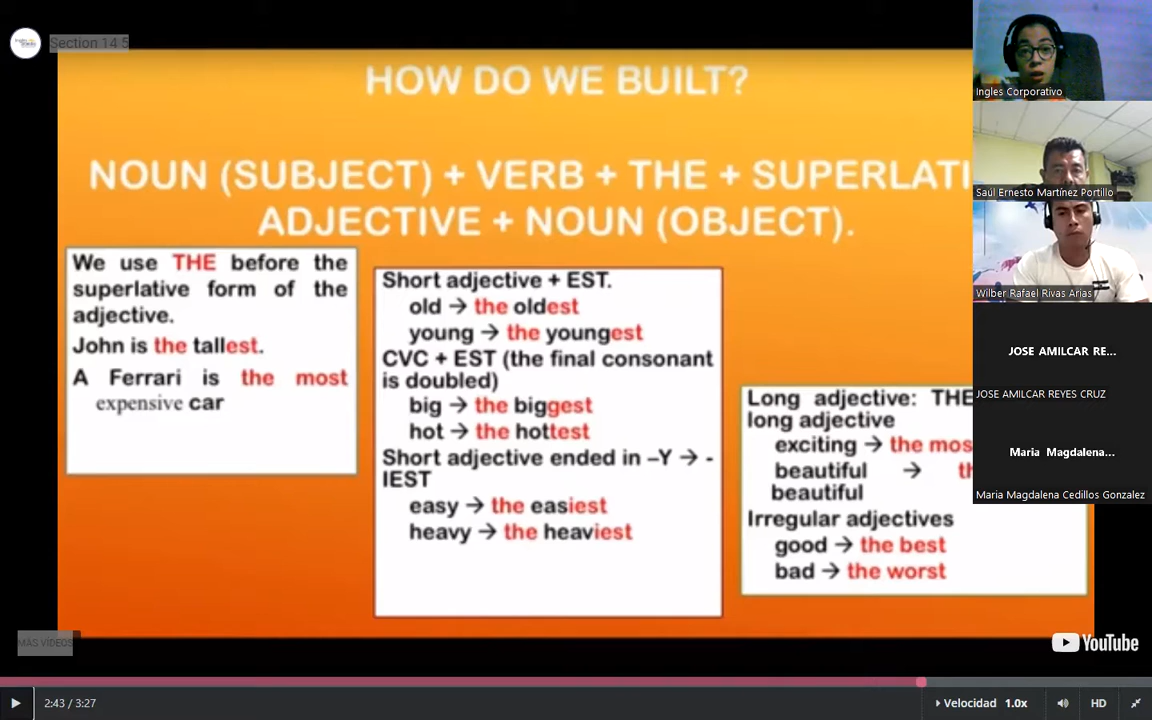 Section 14 5
HOW DO WE BUILT?
NOUN (SUBJECT) + VERB + THE + SUPERLATI
ADJECTIVE + NOUN (OBJECT).
We use THE before the
superlative form of the
adjective.
John is the tallest.
A Ferrari is the most
expensive car
Short adjective + EST.
old → the oldest
young → the youngest
CVC + EST (the final consonant
is doubled)
big → the biggest
hot → the hottest
Short adjective ended in –Y → -
IEST
easy → the easiest
heavy → the heaviest
Long adjective: THE
long adjective
exciting → the mos
beautiful → th
beautiful
Irregular adjectives
good → the best
bad → the worst
Ingles Corporativo
Saúl Ernesto Martínez Portillo
Wilber Rafael Rivas Arias
JOSE AMILCAR RE...
JOSE AMILCAR REYES CRUZ
Maria Magdalena...
Maria Magdalena Cedillos Gonzalez
MÁS VÍDEOS
YouTube
2:43 / 3:27
Velocidad 1.0x
HD